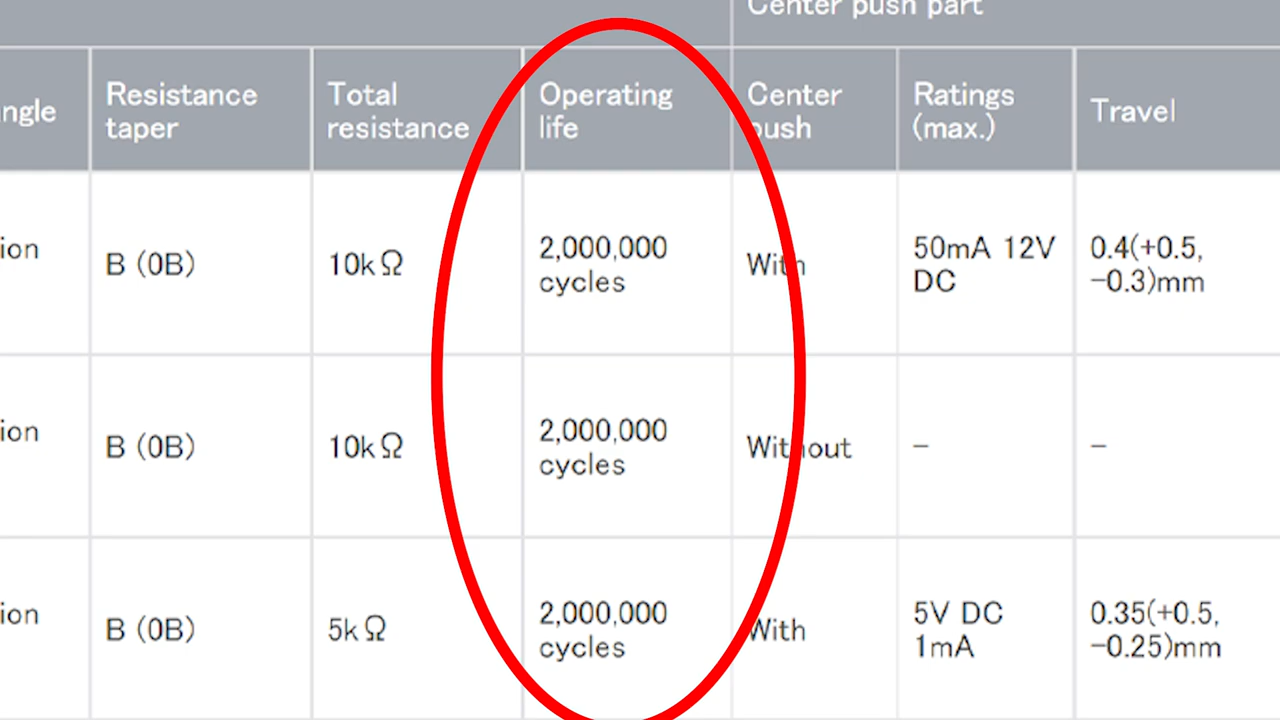 Center push part
ngle
Resistance
taper
Total
resistance
Operating
life
Center
push
Ratings
(max.)
Travel
ion
B (0B)
10kΩ
2,000,000
cycles
With
50mA 12V
DC
0.4(+0.5,
−0.3)mm
ion
B (0B)
10kΩ
2,000,000
cycles
Without
–
–
ion
B (0B)
5kΩ
2,000,000
cycles
With
5V DC
1mA
0.35(+0.5,
−0.25)mm